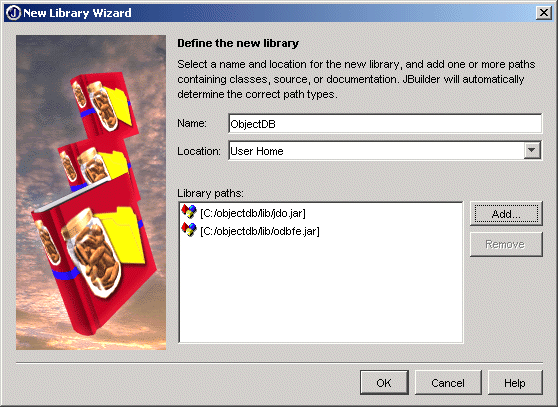 New Library Wizard
Define the new library
Select a name and location for the new library, and add one or more paths
containing classes, source, or documentation. JBuilder will automatically
determine the correct path types.
Name: ObjectDB
Location: User Home
Library paths:
[C:/objectdb/lib/jdo.jar]
[C:/objectdb/lib/odbfe.jar]
Add...
Remove
OK Cancel Help